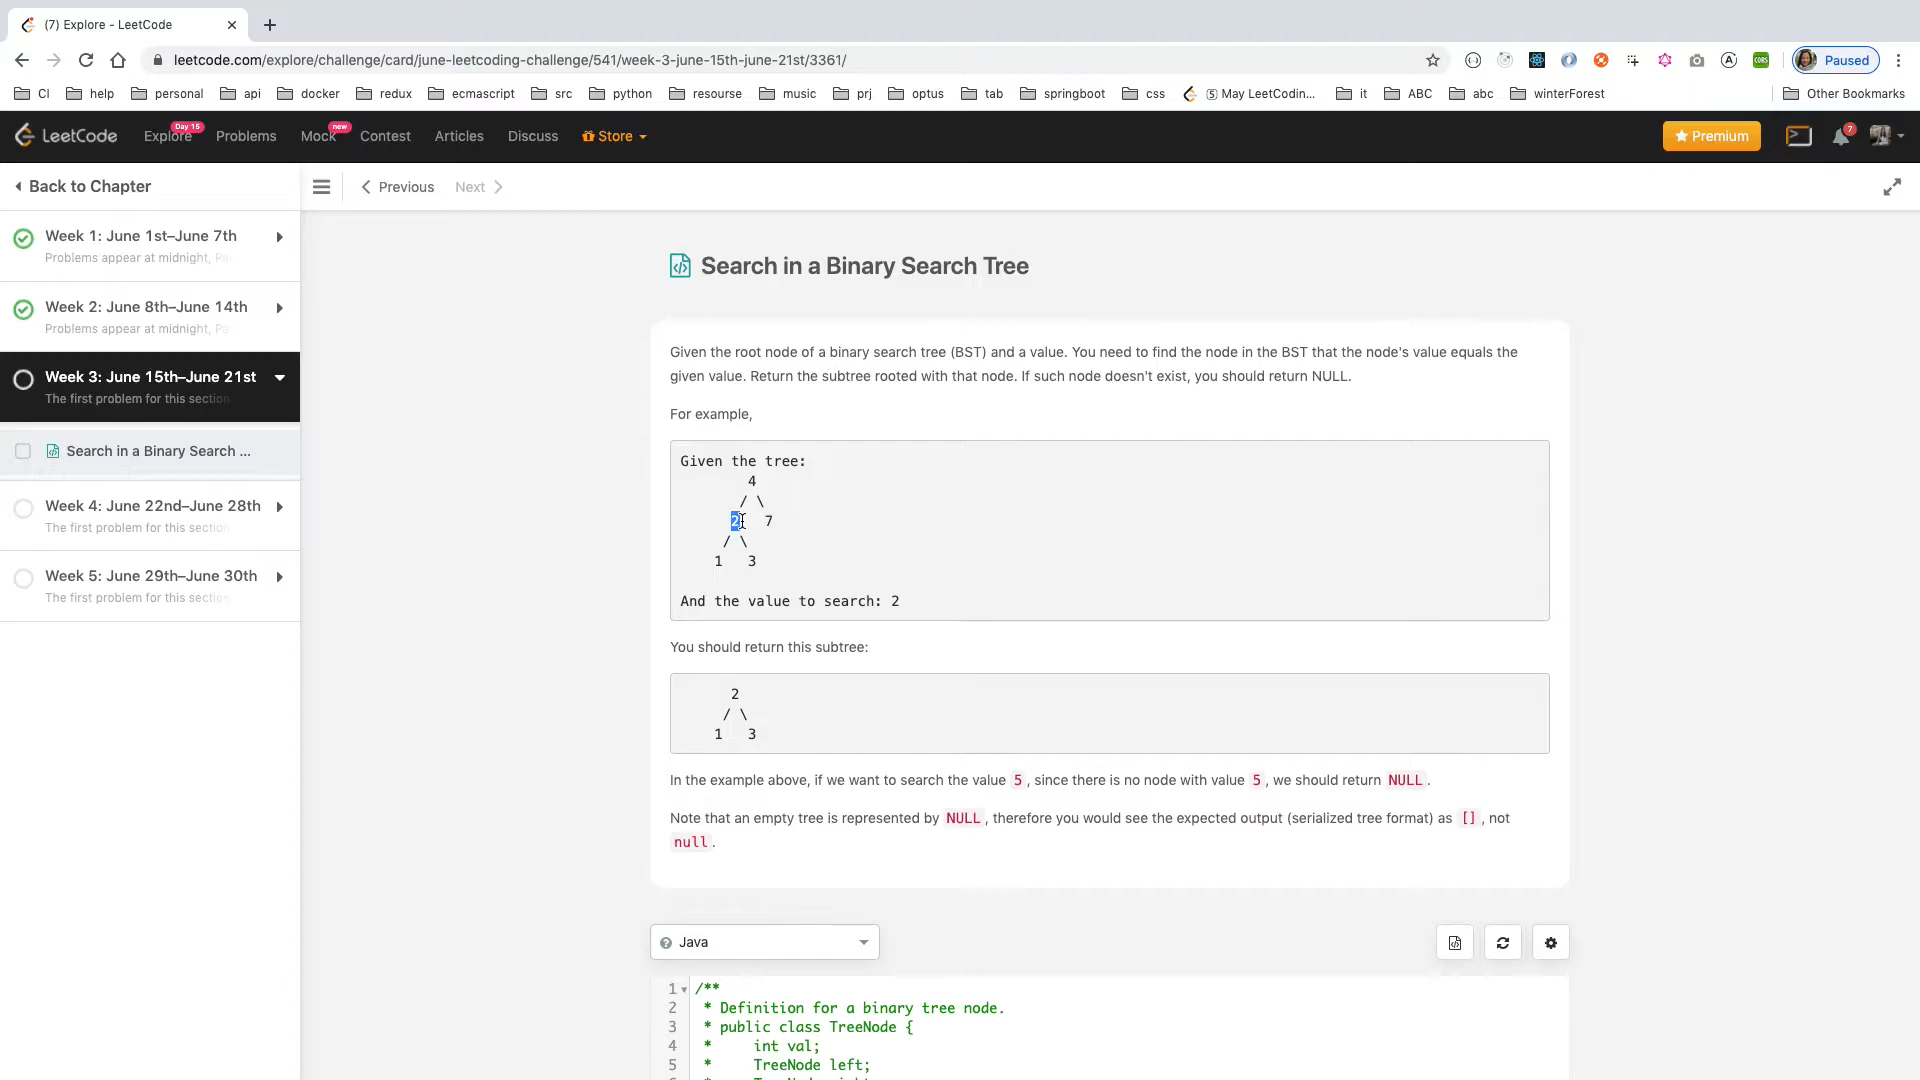 (7) Explore - LeetCode
leetcode.com/explore/challenge/card/june-leetcoding-challenge/541/week-3-june-15th-june-21st/3361/
Paused
CI help personal api docker redux ecmascript src python resourse music prj optus tab springboot css ⑤ May LeetCodin... it ABC abc winterForest Other Bookmarks
LeetCode Explore Day 15 Problems Mock new Contest Articles Discuss Store Premium 7
Back to Chapter
Previous Next
Week 1: June 1st–June 7th
Problems appear at midnight, Pa
Week 2: June 8th–June 14th
Problems appear at midnight, Pa
Week 3: June 15th–June 21st
The first problem for this section
Search in a Binary Search ...
Week 4: June 22nd–June 28th
The first problem for this section
Week 5: June 29th–June 30th
The first problem for this section
Search in a Binary Search Tree
Given the root node of a binary search tree (BST) and a value. You need to find the node in the BST that the node's value equals the
given value. Return the subtree rooted with that node. If such node doesn't exist, you should return NULL.
For example,
Given the tree:
4
/ \
2 7
/ \
1 3
And the value to search: 2
You should return this subtree:
2
/ \
1 3
In the example above, if we want to search the value 5, since there is no node with value 5, we should return NULL.
Note that an empty tree is represented by NULL, therefore you would see the expected output (serialized tree format) as [], not
null.
Java
1 /**
2 * Definition for a binary tree node.
3 * public class TreeNode {
4 * int val;
5 * TreeNode left;